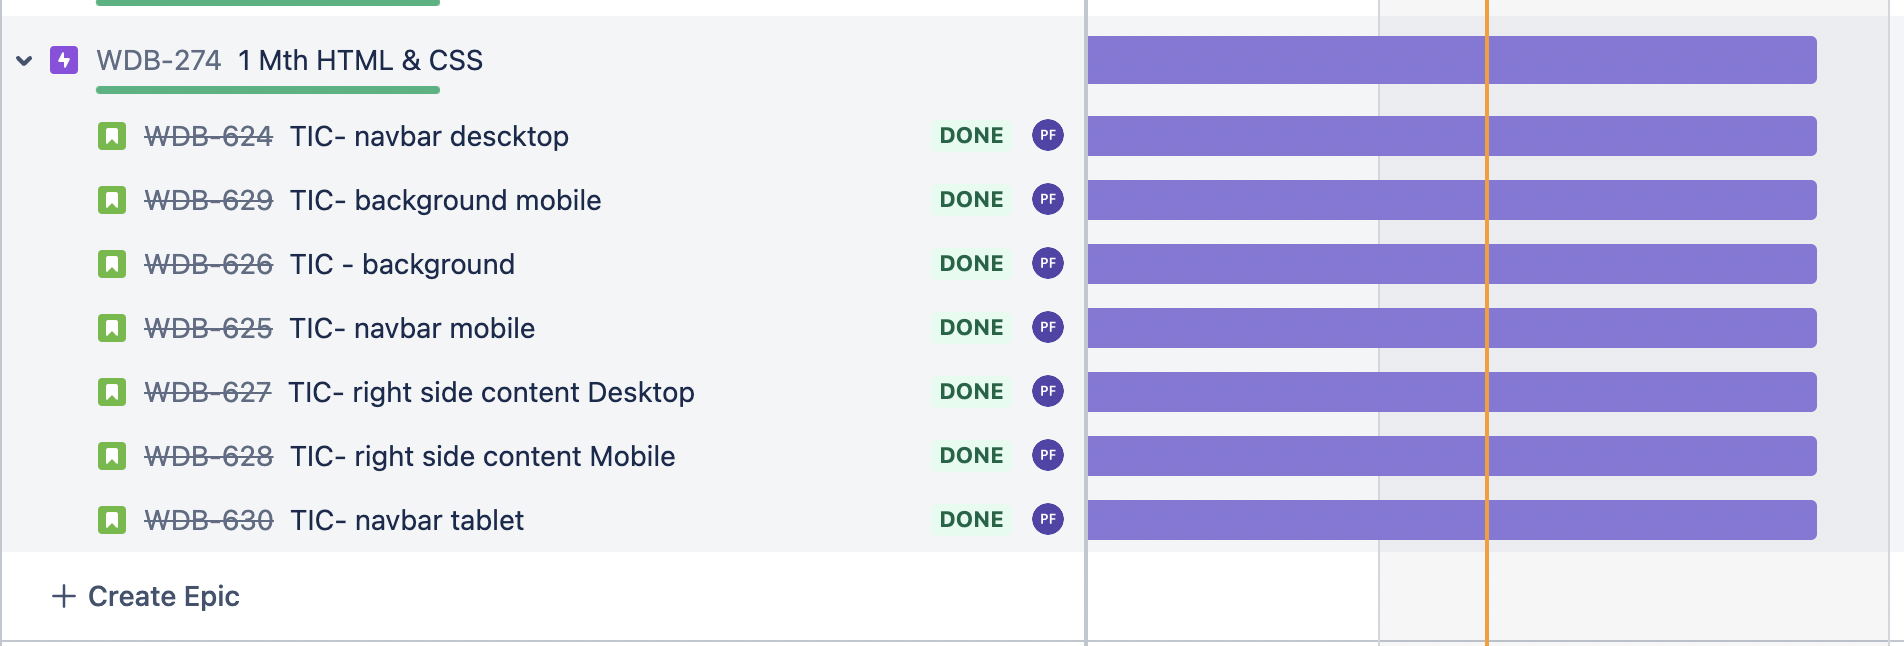 WDB-274 1 Mth HTML & CSS
WDB-624 TIC- navbar descktop DONE PF
WDB-629 TIC- background mobile DONE PF
WDB-626 TIC - background DONE PF
WDB-625 TIC- navbar mobile DONE PF
WDB-627 TIC- right side content Desktop DONE PF
WDB-628 TIC- right side content Mobile DONE PF
WDB-630 TIC- navbar tablet DONE PF
+ Create Epic